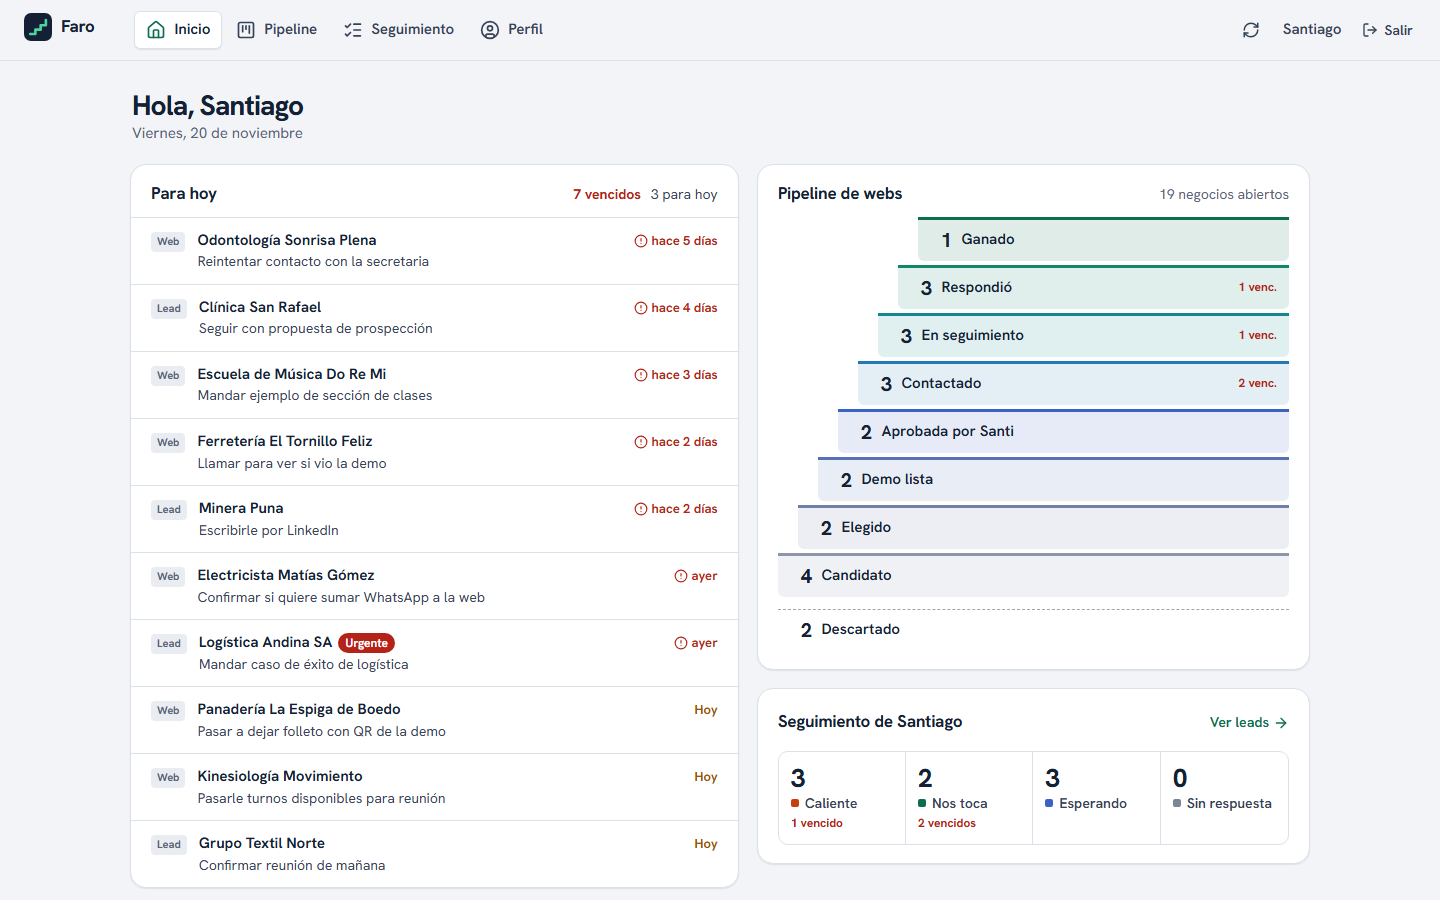 Faro
Inicio
Pipeline
Seguimiento
Perfil
Santiago
Salir
Hola, Santiago
Viernes, 20 de noviembre
Para hoy
7 vencidos 3 para hoy
Web Odontología Sonrisa Plena hace 5 días
Reintentar contacto con la secretaria
Lead Clínica San Rafael hace 4 días
Seguir con propuesta de prospección
Web Escuela de Música Do Re Mi hace 3 días
Mandar ejemplo de sección de clases
Web Ferretería El Tornillo Feliz hace 2 días
Llamar para ver si vio la demo
Lead Minera Puna hace 2 días
Escribirle por LinkedIn
Web Electricista Matías Gómez ayer
Confirmar si quiere sumar WhatsApp a la web
Lead Logística Andina SA Urgente ayer
Mandar caso de éxito de logística
Web Panadería La Espiga de Boedo Hoy
Pasar a dejar folleto con QR de la demo
Web Kinesiología Movimiento Hoy
Pasarle turnos disponibles para reunión
Lead Grupo Textil Norte Hoy
Confirmar reunión de mañana
Pipeline de webs 19 negocios abiertos
1 Ganado
3 Respondió 1 venc.
3 En seguimiento 1 venc.
3 Contactado 2 venc.
2 Aprobada por Santi
2 Demo lista
2 Elegido
4 Candidato
2 Descartado
Seguimiento de Santiago Ver leads
3
Caliente
1 vencido
2
Nos toca
2 vencidos
3
Esperando
0
Sin respuesta